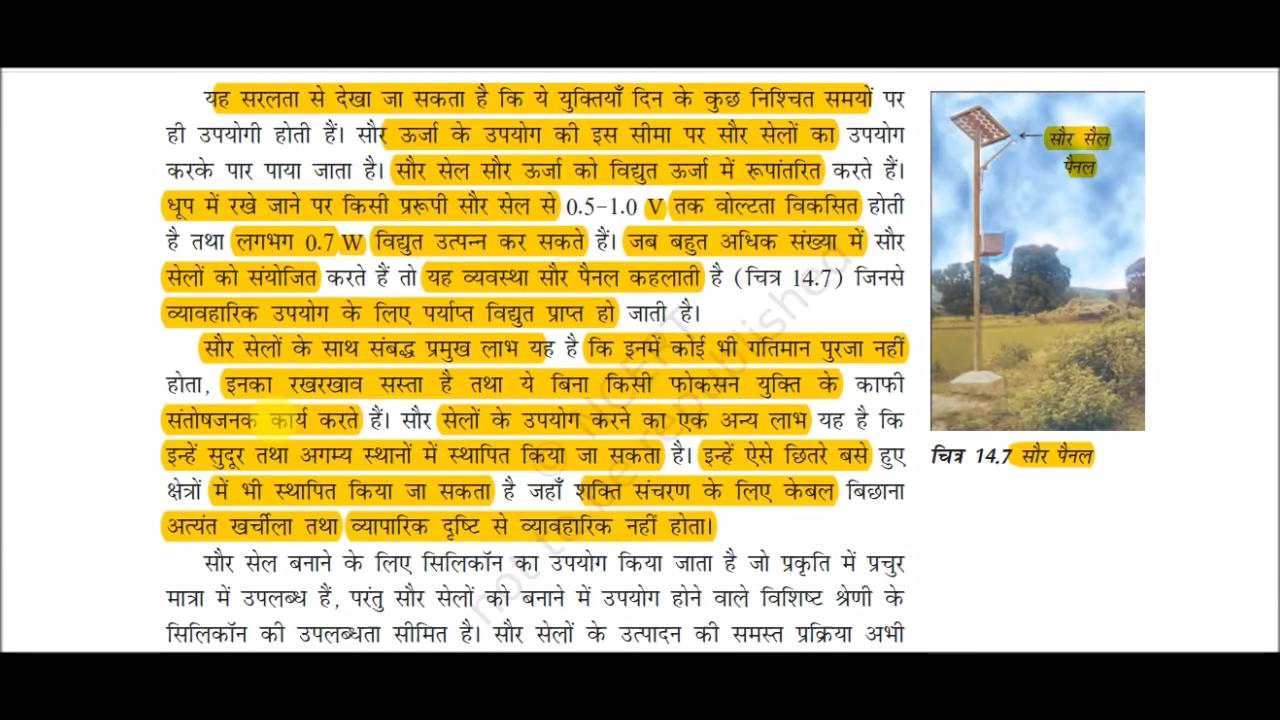 यह सरलता से देखा जा सकता है कि ये युक्तियाँ दिन के कुछ निश्चित समयों पर
ही उपयोगी होती हैं। सौर ऊर्जा के उपयोग की इस सीमा पर सौर सेलों का उपयोग
करके पार पाया जाता है। सौर सेल सौर ऊर्जा को विद्युत ऊर्जा में रूपांतरित करते हैं।
धूप में रखे जाने पर किसी प्ररूपी सौर सेल से 0.5-1.0 V तक वोल्टता विकसित होती
है तथा लगभग 0.7 W विद्युत उत्पन्न कर सकते हैं। जब बहुत अधिक संख्या में सौर
सेलों को संयोजित करते हैं तो यह व्यवस्था सौर पैनल कहलाती है (चित्र 14.7) जिनसे
व्यावहारिक उपयोग के लिए पर्याप्त विद्युत प्राप्त हो जाती है।
सौर सेलों के साथ संबद्ध प्रमुख लाभ यह है कि इनमें कोई भी गतिमान पुरजा नहीं
होता, इनका रखरखाव सस्ता है तथा ये बिना किसी फोकसन युक्ति के काफी
संतोषजनक कार्य करते हैं। सौर सेलों के उपयोग करने का एक अन्य लाभ यह है कि
इन्हें सुदूर तथा अगम्य स्थानों में स्थापित किया जा सकता है। इन्हें ऐसे छितरे बसे हुए
क्षेत्रों में भी स्थापित किया जा सकता है जहाँ शक्ति संचरण के लिए केबल बिछाना
अत्यंत खर्चीला तथा व्यापारिक दृष्टि से व्यावहारिक नहीं होता।
सौर सेल बनाने के लिए सिलिकॉन का उपयोग किया जाता है जो प्रकृति में प्रचुर
मात्रा में उपलब्ध हैं, परंतु सौर सेलों को बनाने में उपयोग होने वाले विशिष्ट श्रेणी के
सिलिकॉन की उपलब्धता सीमित है। सौर सेलों के उत्पादन की समस्त प्रक्रिया अभी
सौर सैल
पैनल
चित्र 14.7 सौर पैनल
© NCERT
not to be republished